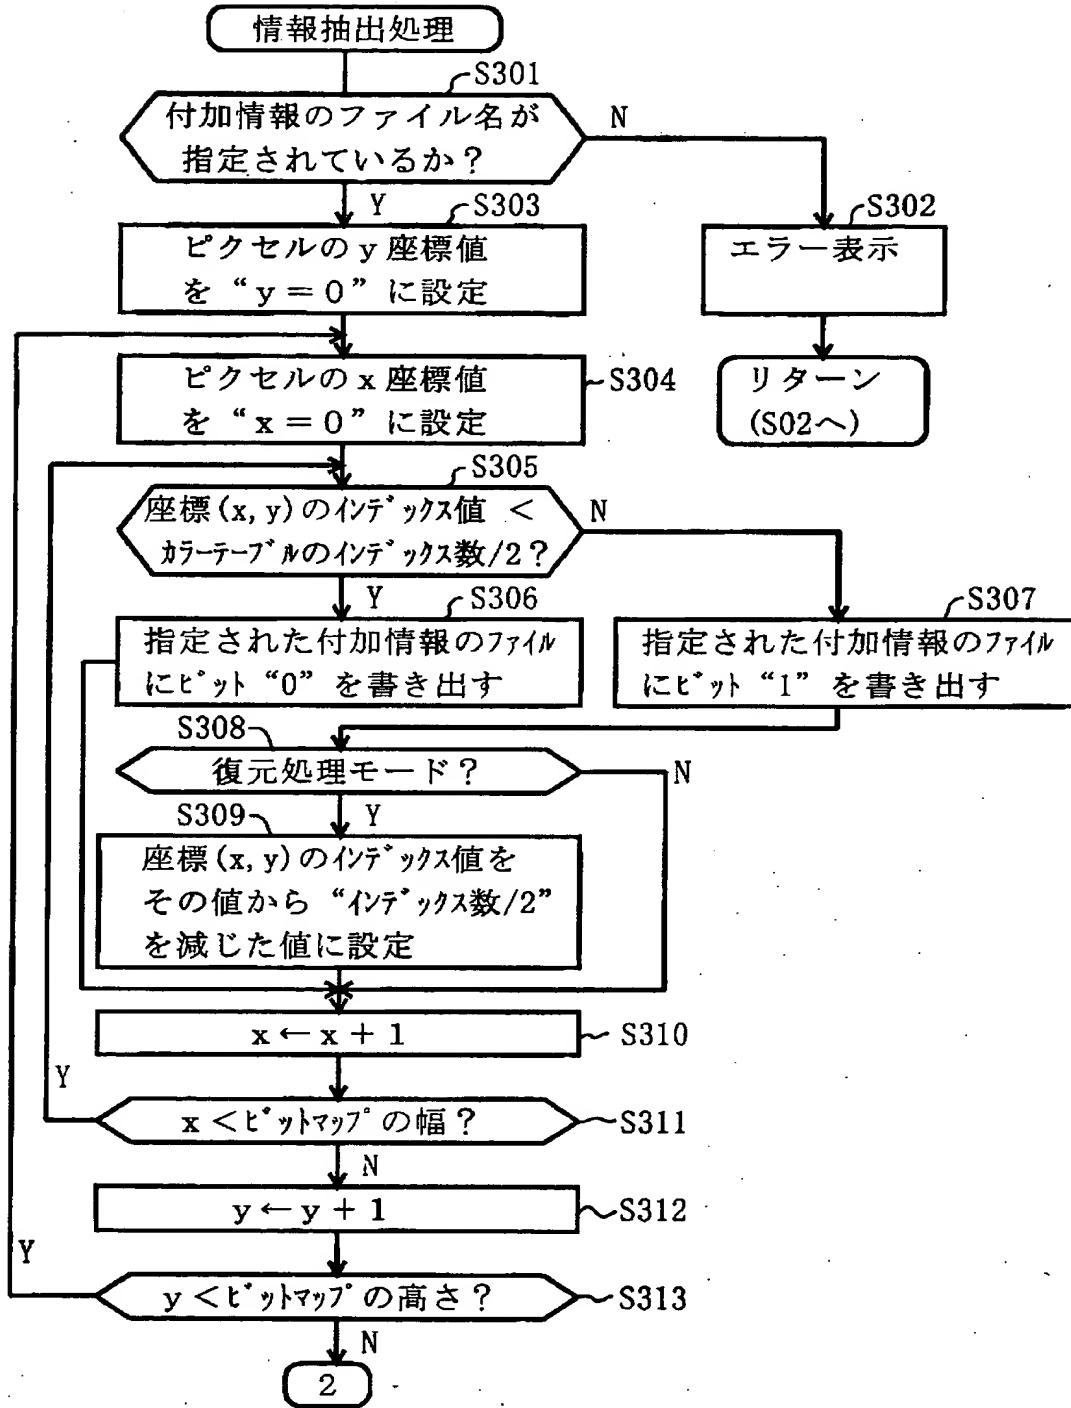 情報抽出処理
S301
付加情報のファイル名が
指定されているか？
N
Y
S303
ピクセルのｙ座標値
を“ｙ＝０”に設定
S302
エラー表示
ピクセルのｘ座標値
を“ｘ＝０”に設定
S304
リターン
(S02へ)
S305
座標(x,y)のｲﾝﾃﾞｯｸｽ値 ＜
ｶﾗｰﾃｰﾌﾞﾙのｲﾝﾃﾞｯｸｽ数/2？
N
Y
S306
指定された付加情報のﾌｧｲﾙ
にﾋﾞｯﾄ“0”を書き出す
S307
指定された付加情報のﾌｧｲﾙ
にﾋﾞｯﾄ“1”を書き出す
S308
復元処理モード？
N
Y
S309
座標(x,y)のｲﾝﾃﾞｯｸｽ値を
その値から“ｲﾝﾃﾞｯｸｽ数/2”
を減じた値に設定
ｘ←ｘ＋１
S310
Y
ｘ＜ﾋﾞｯﾄﾏｯﾌﾟの幅？
S311
N
ｙ←ｙ＋１
S312
Y
ｙ＜ﾋﾞｯﾄﾏｯﾌﾟの高さ？
S313
N
2